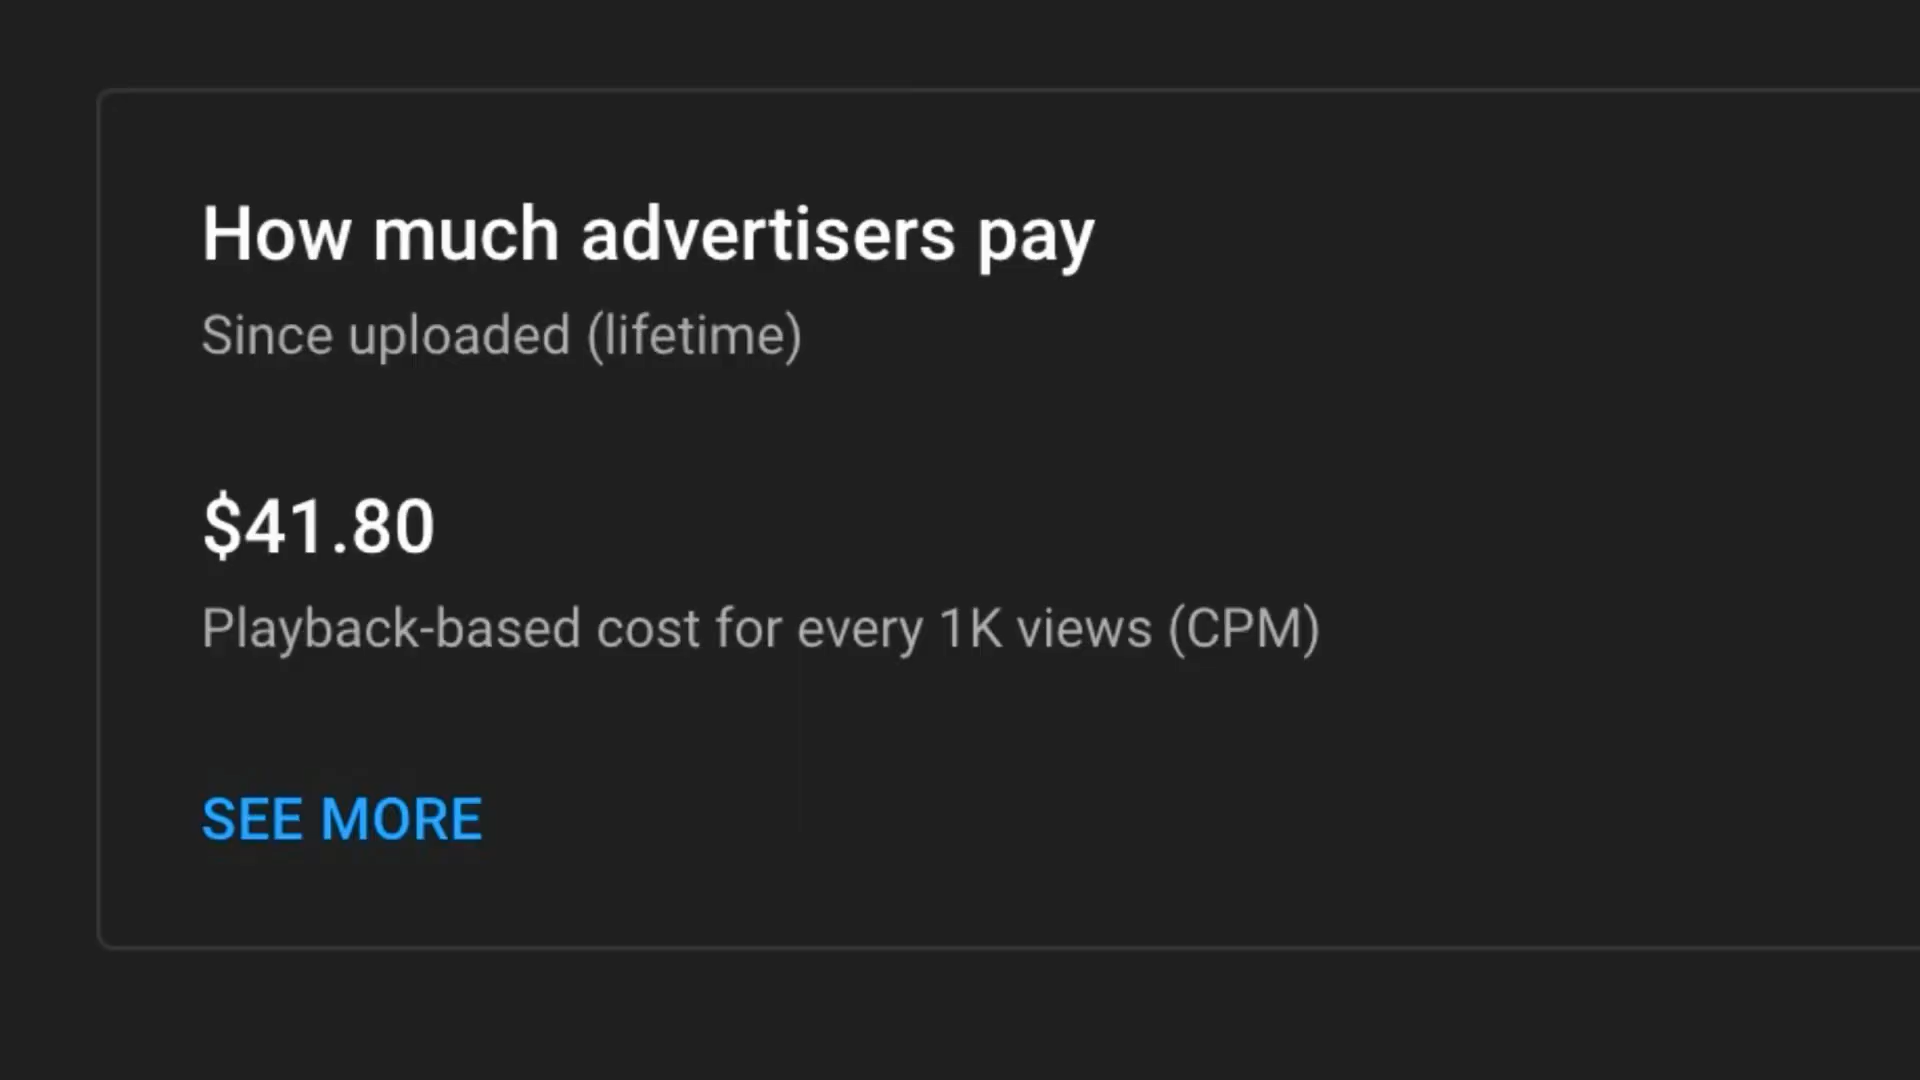 How much advertisers pay
Since uploaded (lifetime)
$41.80
Playback-based cost for every 1K views (CPM)
SEE MORE